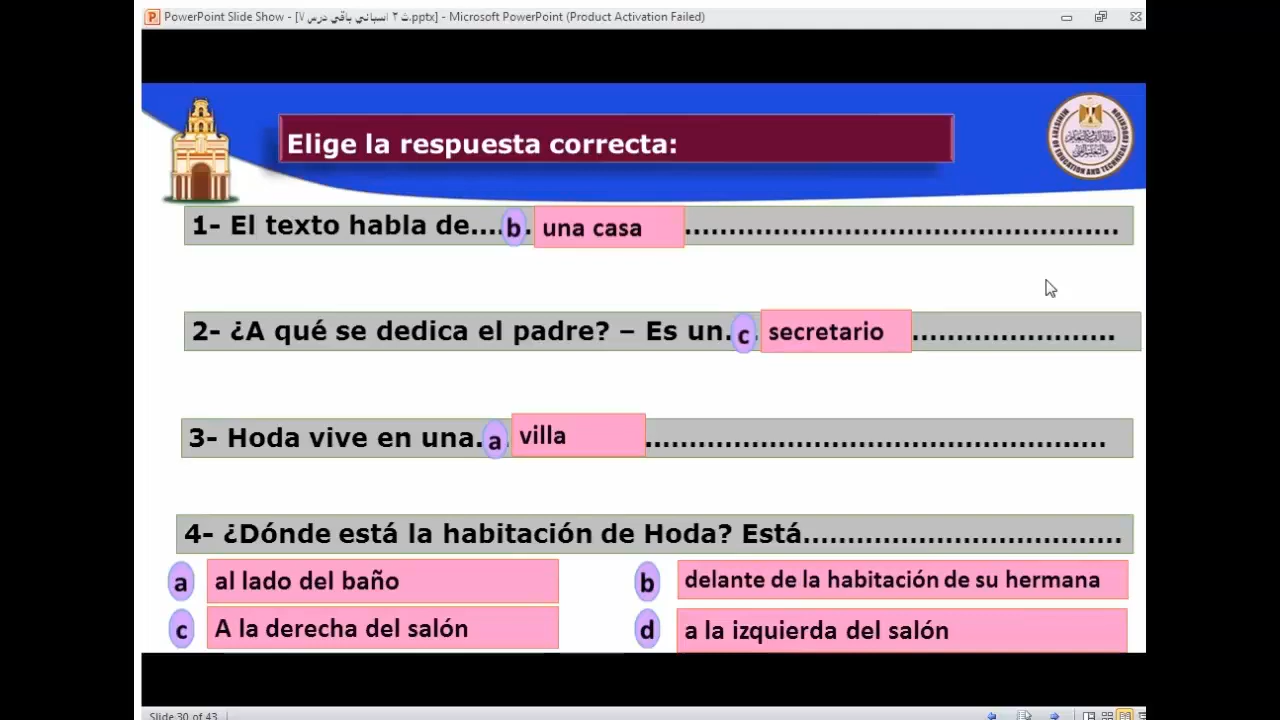 PowerPoint Slide Show - [ث ٢ اسباني باقي درس ٧.pptx] - Microsoft PowerPoint (Product Activation Failed)
Elige la respuesta correcta:
1- El texto habla de..... b una casa ................................................
2- ¿A qué se dedica el padre? – Es un.. c secretario .......................
3- Hoda vive en una.. a villa .....................................................
4- ¿Dónde está la habitación de Hoda? Está....................................
a al lado del baño
b delante de la habitación de su hermana
c A la derecha del salón
d a la izquierda del salón
Slide 30 of 43